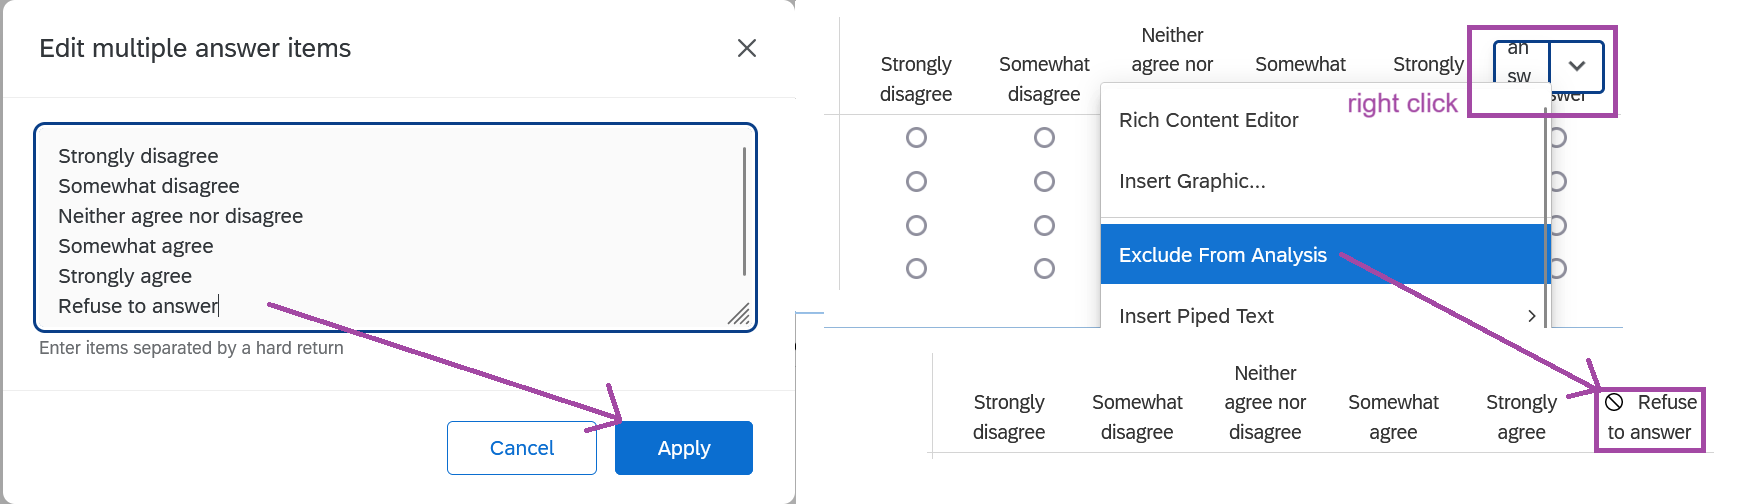 Edit multiple answer items
Strongly disagree
Somewhat disagree
Neither agree nor disagree
Somewhat agree
Strongly agree
Refuse to answer
Enter items separated by a hard return
Cancel
Apply
Neither
Strongly Somewhat agree nor Somewhat Strongly
disagree disagree
an
sw
swer
right click
Rich Content Editor
Insert Graphic...
Exclude From Analysis
Insert Piped Text
Neither
Strongly Somewhat agree nor Somewhat Strongly Refuse
disagree disagree disagree agree agree to answer